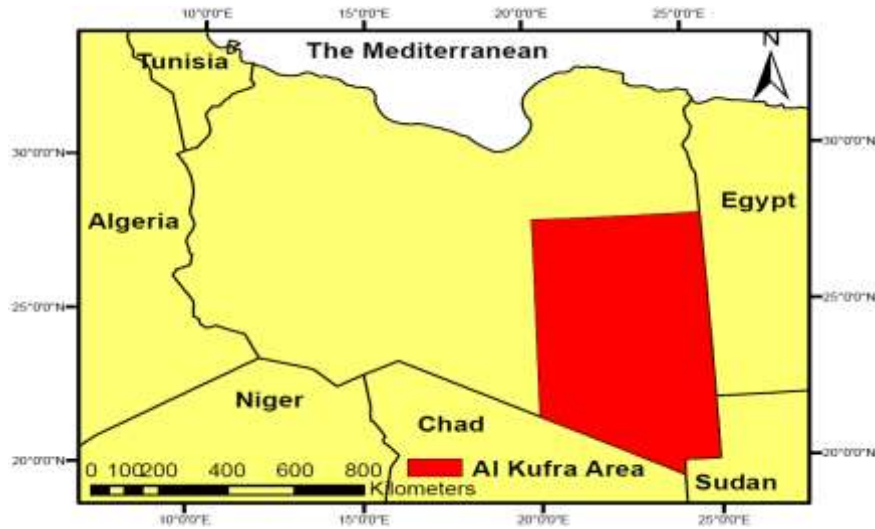 10°0'0"E 15°0'0"E 20°0'0"E 25°0'0"E
The Mediterranean
N
Tunisia
30°0'0"N 30°0'0"N
Egypt
Algeria
25°0'0"N 25°0'0"N
Niger
Chad
20°0'0"N 20°0'0"N
0 100 200 400 600 800
Kilometers
Al Kufra Area
Sudan
10°0'0"E 15°0'0"E 20°0'0"E 25°0'0"E